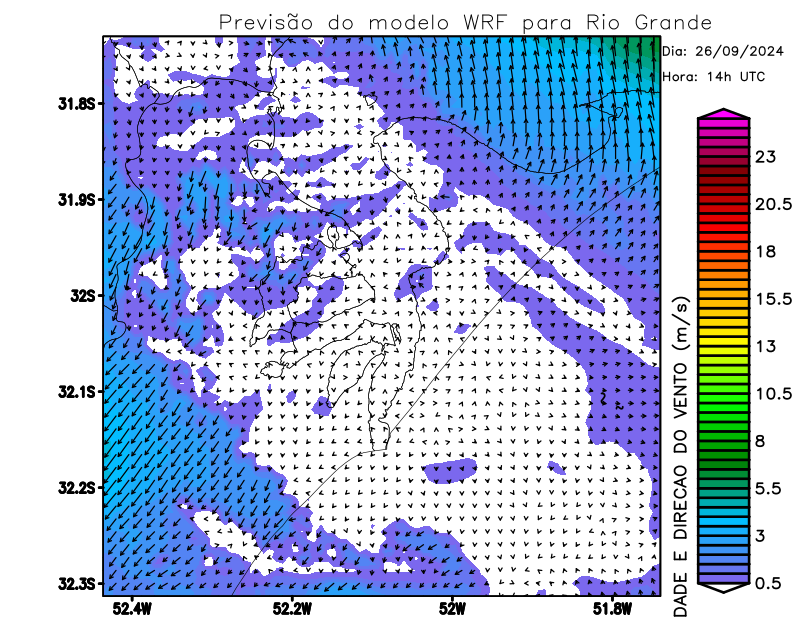 Previsão do modelo WRF para Rio Grande
Dia: 26/09/2024
Hora: 14h UTC
31.8S
31.9S
32S
32.1S
32.2S
32.3S
52.4W
52.2W
52W
51.8W
23
20.5
18
15.5
13
10.5
8
5.5
3
0.5
DADE E DIRECAO DO VENTO (m/s)